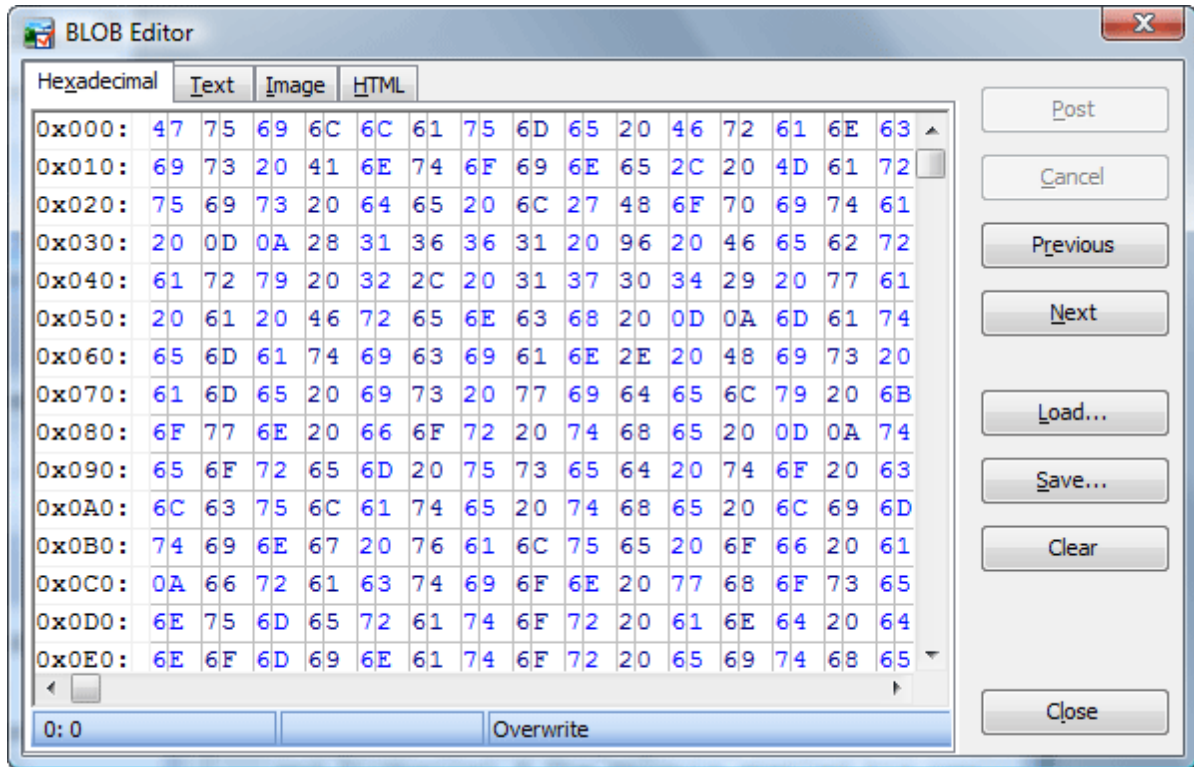 BLOB Editor
Hexadecimal Text Image HTML
0x000: 47 75 69 6C 6C 61 75 6D 65 20 46 72 61 6E 63
0x010: 69 73 20 41 6E 74 6F 69 6E 65 2C 20 4D 61 72
0x020: 75 69 73 20 64 65 20 6C 27 48 6F 70 69 74 61
0x030: 20 0D 0A 28 31 36 36 31 20 96 20 46 65 62 72
0x040: 61 72 79 20 32 2C 20 31 37 30 34 29 20 77 61
0x050: 20 61 20 46 72 65 6E 63 68 20 0D 0A 6D 61 74
0x060: 65 6D 61 74 69 63 69 61 6E 2E 20 48 69 73 20
0x070: 61 6D 65 20 69 73 20 77 69 64 65 6C 79 20 6B
0x080: 6F 77 6E 20 66 6F 72 20 74 68 65 20 0D 0A 74
0x090: 65 6F 72 65 6D 20 75 73 65 64 20 74 6F 20 63
0x0A0: 6C 63 75 6C 61 74 65 20 74 68 65 20 6C 69 6D
0x0B0: 74 69 6E 67 20 76 61 6C 75 65 20 6F 66 20 61
0x0C0: 0A 66 72 61 63 74 69 6F 6E 20 77 68 6F 73 65
0x0D0: 6E 75 6D 65 72 61 74 6F 72 20 61 6E 64 20 64
0x0E0: 6E 6F 6D 69 6E 61 74 6F 72 20 65 69 74 68 65
0: 0 Overwrite
Post
Cancel
Previous
Next
Load...
Save...
Clear
Close